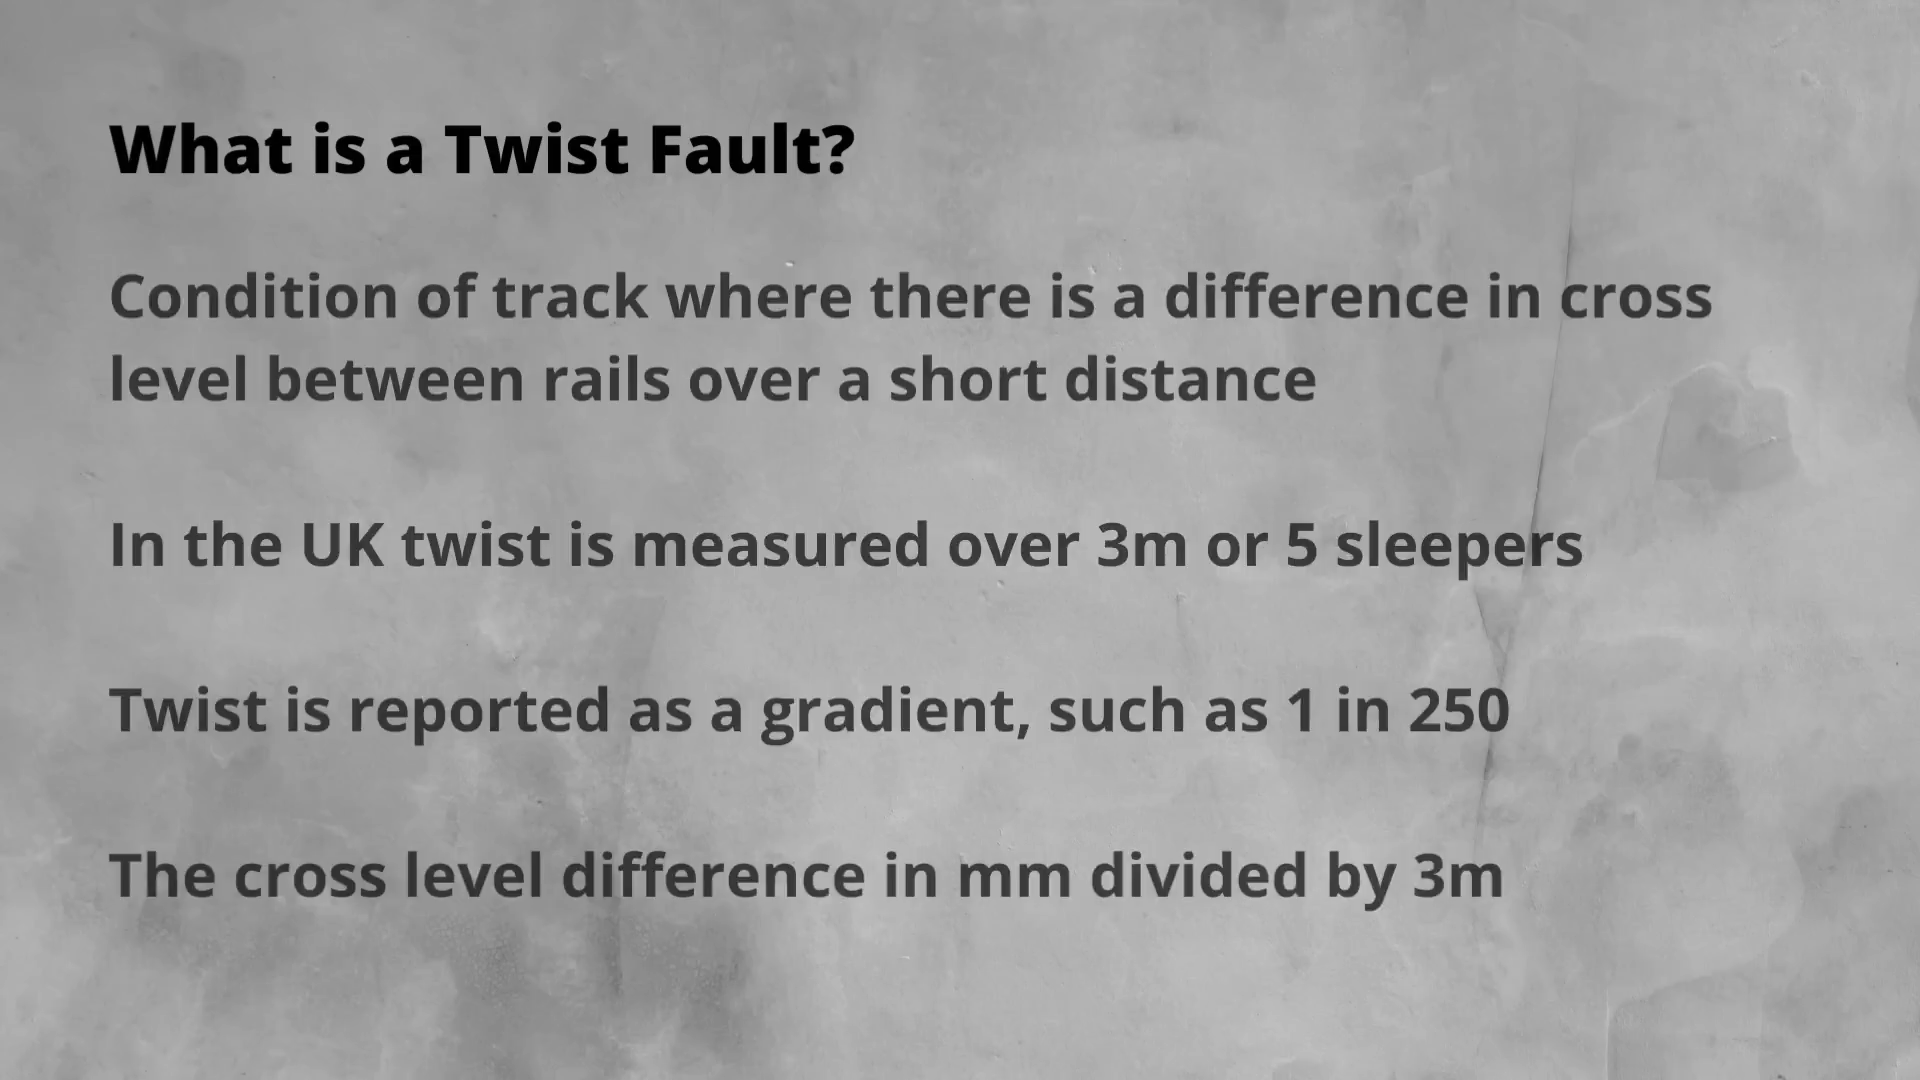 What is a Twist Fault?
Condition of track where there is a difference in cross
level between rails over a short distance
In the UK twist is measured over 3m or 5 sleepers
Twist is reported as a gradient, such as 1 in 250
The cross level difference in mm divided by 3m